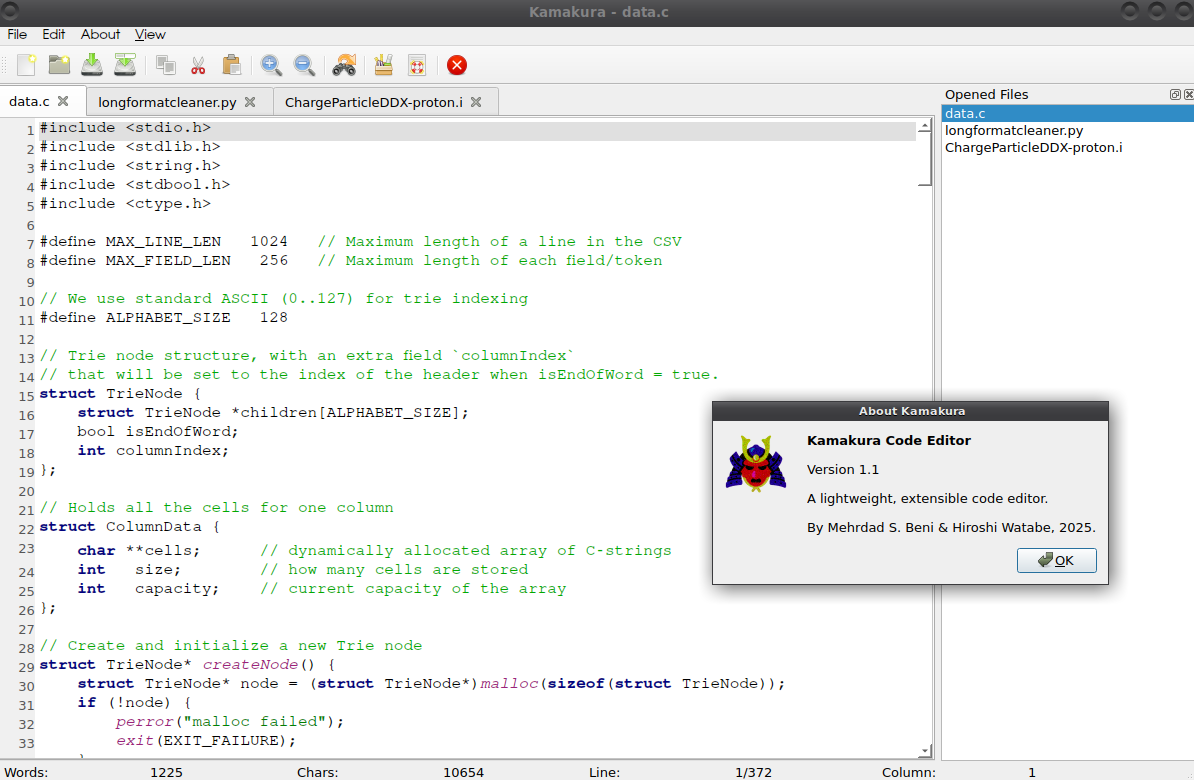 Kamakura - data.c
File Edit About View
data.c longformatcleaner.py ChargeParticleDDX-proton.i
Opened Files
data.c
longformatcleaner.py
ChargeParticleDDX-proton.i
1 #include <stdio.h>
2 #include <stdlib.h>
3 #include <string.h>
4 #include <stdbool.h>
5 #include <ctype.h>
6
7 #define MAX_LINE_LEN   1024   // Maximum length of a line in the CSV
8 #define MAX_FIELD_LEN   256   // Maximum length of each field/token
9
10 // We use standard ASCII (0..127) for trie indexing
11 #define ALPHABET_SIZE   128
12
13 // Trie node structure, with an extra field `columnIndex`
14 // that will be set to the index of the header when isEndOfWord = true.
15 struct TrieNode {
16     struct TrieNode *children[ALPHABET_SIZE];
17     bool isEndOfWord;
18     int columnIndex;
19 };
20
21 // Holds all the cells for one column
22 struct ColumnData {
23     char **cells;      // dynamically allocated array of C-strings
24     int   size;        // how many cells are stored
25     int   capacity;    // current capacity of the array
26 };
27
28 // Create and initialize a new Trie node
29 struct TrieNode* createNode() {
30     struct TrieNode* node = (struct TrieNode*)malloc(sizeof(struct TrieNode));
31     if (!node) {
32         perror("malloc failed");
33         exit(EXIT_FAILURE);
About Kamakura
Kamakura Code Editor
Version 1.1
A lightweight, extensible code editor.
By Mehrdad S. Beni & Hiroshi Watabe, 2025.
OK
Words: 1225 Chars: 10654 Line: 1/372 Column: 1